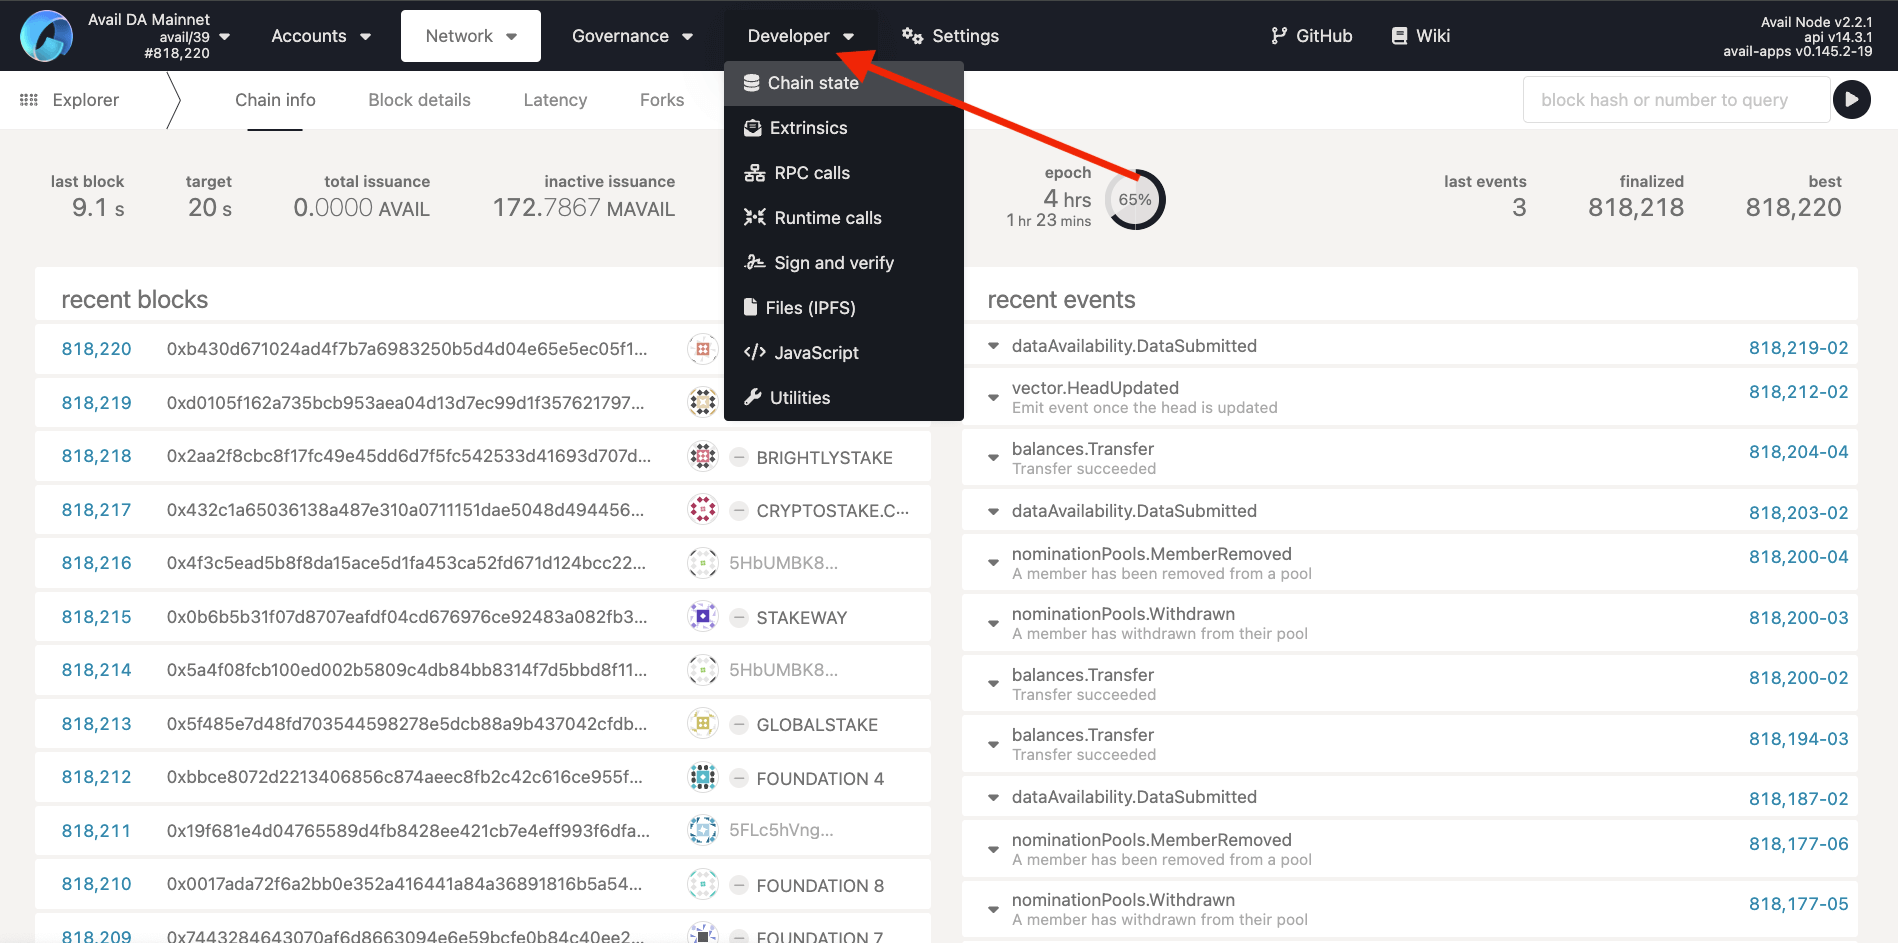 Avail DA Mainnet
avail/39
#818,220
Accounts
Network
Governance
Developer
Settings
GitHub
Wiki
Avail Node v2.2.1
api v14.3.1
avail-apps v0.145.2-19
Explorer
Chain info
Block details
Latency
Forks
block hash or number to query
Chain state
Extrinsics
RPC calls
Runtime calls
Sign and verify
Files (IPFS)
JavaScript
Utilities
last block
9.1 s
target
20 s
total issuance
0.0000 AVAIL
inactive issuance
172.7867 MAVAIL
epoch
4 hrs
1 hr 23 mins
65%
last events
3
finalized
818,218
best
818,220
recent blocks
818,220 0xb430d671024ad4f7b7a6983250b5d4d04e65e5ec05f1...
818,219 0xd0105f162a735bcb953aea04d13d7ec99d1f357621797...
818,218 0x2aa2f8cbc8f17fc49e45dd6d7f5fc542533d41693d707d... BRIGHTLYSTAKE
818,217 0x432c1a65036138a487e310a0711151dae5048d494456... CRYPTOSTAKE.C...
818,216 0x4f3c5ead5b8f8da15ace5d1fa453ca52fd671d124bcc22... 5HbUMBK8...
818,215 0x0b6b5b31f07d8707eafdf04cd676976ce92483a082fb3... STAKEWAY
818,214 0x5a4f08fcb100ed002b5809c4db84bb8314f7d5bbd8f11... 5HbUMBK8...
818,213 0x5f485e7d48fd703544598278e5dcb88a9b437042cfdb... GLOBALSTAKE
818,212 0xbbce8072d2213406856c874aeec8fb2c42c616ce955f... FOUNDATION 4
818,211 0x19f681e4d04765589d4fb8428ee421cb7e4eff993f6dfa... 5FLc5hVng...
818,210 0x0017ada72f6a2bb0e352a416441a84a36891816b5a54... FOUNDATION 8
818,209 0x7443284643070af6d8663094e6e59bcfe0b84c40ee2... FOUNDATION 7
recent events
dataAvailability.DataSubmitted 818,219-02
vector.HeadUpdated 818,212-02
Emit event once the head is updated
balances.Transfer 818,204-04
Transfer succeeded
dataAvailability.DataSubmitted 818,203-02
nominationPools.MemberRemoved 818,200-04
A member has been removed from a pool
nominationPools.Withdrawn 818,200-03
A member has withdrawn from their pool
balances.Transfer 818,200-02
Transfer succeeded
balances.Transfer 818,194-03
Transfer succeeded
dataAvailability.DataSubmitted 818,187-02
nominationPools.MemberRemoved 818,177-06
A member has been removed from a pool
nominationPools.Withdrawn 818,177-05
A member has withdrawn from their pool